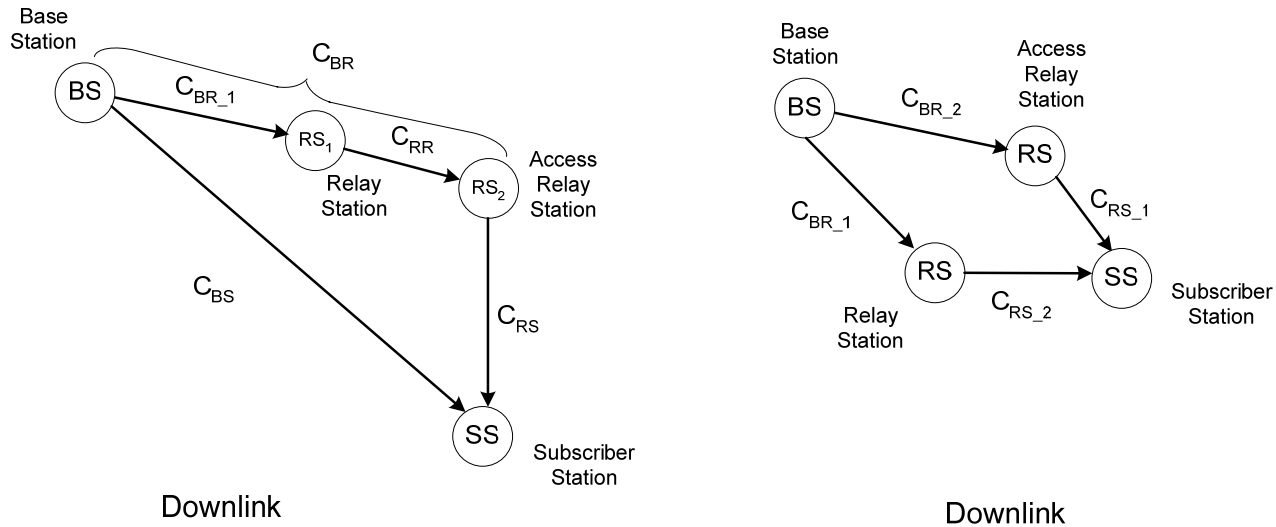 Base
Station
C_BR
BS
C_BR_1
RS_1
C_RR
Relay
Station
RS_2
Access
Relay
Station
C_BS
C_RS
SS
Subscriber
Station
Downlink
Base
Station
Access
Relay
Station
BS
C_BR_2
RS
C_RS_1
C_BR_1
RS
C_RS_2
SS
Relay
Station
Subscriber
Station
Downlink